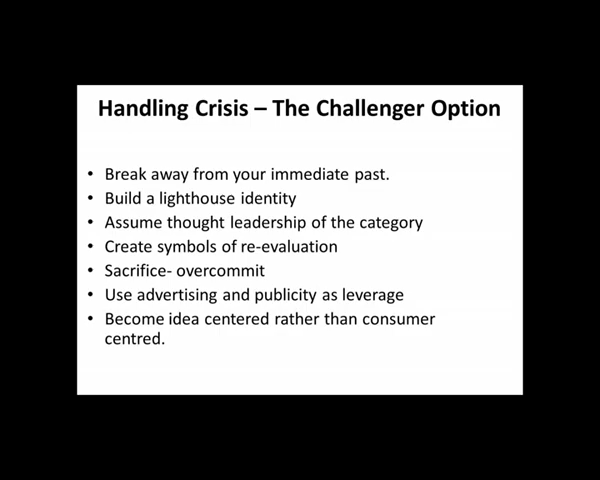 Handling Crisis – The Challenger Option
• Break away from your immediate past.
• Build a lighthouse identity
• Assume thought leadership of the category
• Create symbols of re-evaluation
• Sacrifice- overcommit
• Use advertising and publicity as leverage
• Become idea centered rather than consumer
centred.